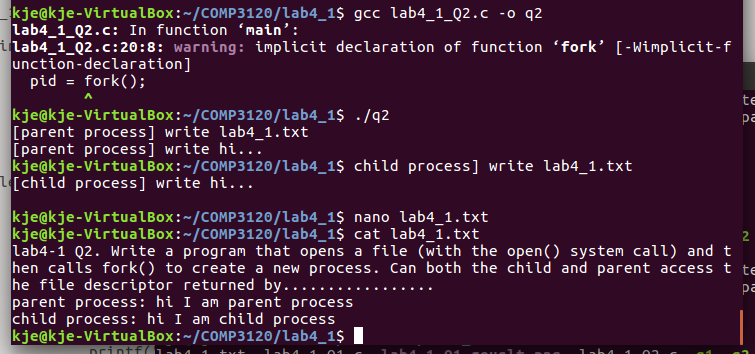 kje@kje-VirtualBox:~/COMP3120/lab4_1$ gcc lab4_1_Q2.c -o q2
lab4_1_Q2.c: In function ‘main’:
lab4_1_Q2.c:20:8: warning: implicit declaration of function ‘fork’ [-Wimplicit-f
unction-declaration]
pid = fork();
^
kje@kje-VirtualBox:~/COMP3120/lab4_1$ ./q2
[parent process] write lab4_1.txt
[parent process] write hi...
kje@kje-VirtualBox:~/COMP3120/lab4_1$ child process] write lab4_1.txt
[child process] write hi...
kje@kje-VirtualBox:~/COMP3120/lab4_1$ nano lab4_1.txt
kje@kje-VirtualBox:~/COMP3120/lab4_1$ cat lab4_1.txt
lab4-1 Q2. Write a program that opens a file (with the open() system call) and t
hen calls fork() to create a new process. Can both the child and parent access t
he file descriptor returned by.................
parent process: hi I am parent process
child process: hi I am child process
kje@kje-VirtualBox:~/COMP3120/lab4_1$